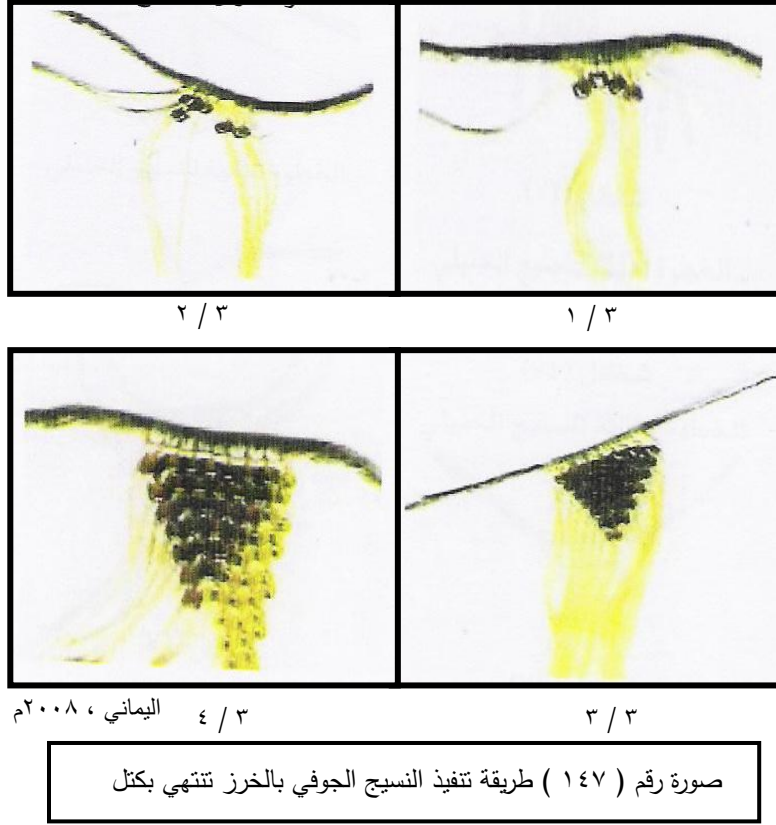 ١ / ٣
٢ / ٣
٣ / ٣
٤ / ٣
اليماني ، ٢٠٠٨م
صورة رقم ( ١٤٧ ) طريقة تنفيذ النسيج الجوفي بالخرز تنتهي بكتل